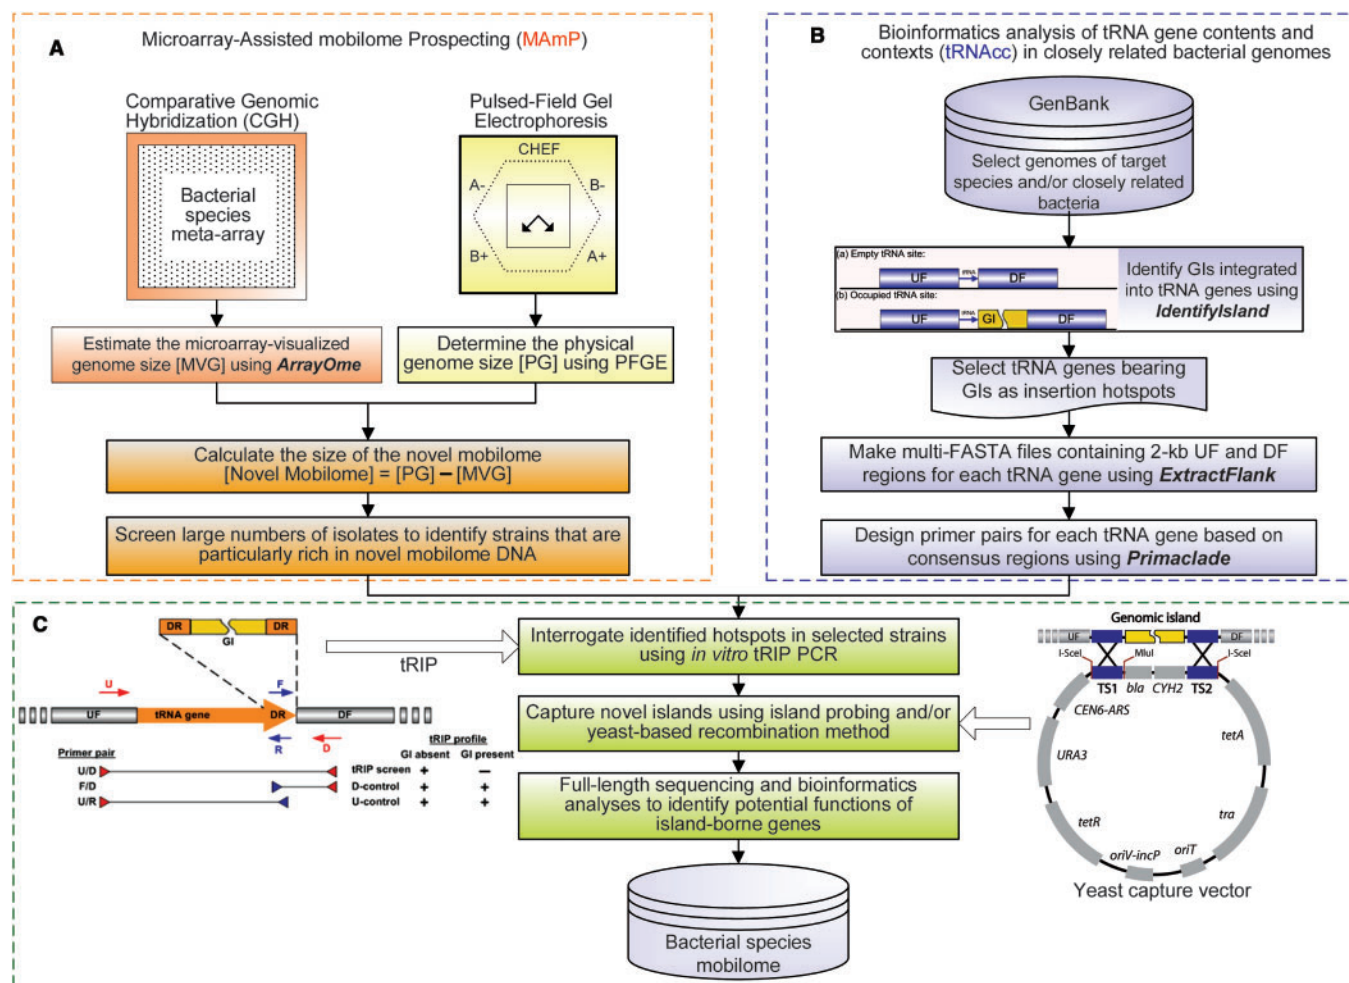 A
Microarray-Assisted mobilome Prospecting (MAmP)
Comparative Genomic
Hybridization (CGH)
Bacterial
species
meta-array
Pulsed-Field Gel
Electrophoresis
CHEF
A-
B-
B+
A+
Estimate the microarray-visualized
genome size [MVG] using ArrayOme
Determine the physical
genome size [PG] using PFGE
Calculate the size of the novel mobilome
[Novel Mobilome] = [PG] – [MVG]
Screen large numbers of isolates to identify strains that are
particularly rich in novel mobilome DNA
B
Bioinformatics analysis of tRNA gene contents and
contexts (tRNAcc) in closely related bacterial genomes
GenBank
Select genomes of target
species and/or closely related
bacteria
(a) Empty tRNA site:
UF
tRNA
DF
(b) Occupied tRNA site:
UF
tRNA
GI
DF
Identify GIs integrated
into tRNA genes using
IdentifyIsland
Select tRNA genes bearing
GIs as insertion hotspots
Make multi-FASTA files containing 2-kb UF and DF
regions for each tRNA gene using ExtractFlank
Design primer pairs for each tRNA gene based on
consensus regions using Primaclade
C
DR
GI
DR
U
F
UF
tRNA gene
DR
DF
R
D
Primer pair
tRIP profile
GI absent
GI present
U/D
tRIP screen
+
–
F/D
D-control
+
+
U/R
U-control
+
+
tRIP
Interrogate identified hotspots in selected strains
using in vitro tRIP PCR
Capture novel islands using island probing and/or
yeast-based recombination method
Full-length sequencing and bioinformatics
analyses to identify potential functions of
island-borne genes
Bacterial species
mobilome
Genomic island
UF
DF
I-SceI
MluI
I-SceI
TS1
bla
CYH2
TS2
CEN6-ARS
tetA
URA3
tetR
tra
oriV-incP
oriT
Yeast capture vector